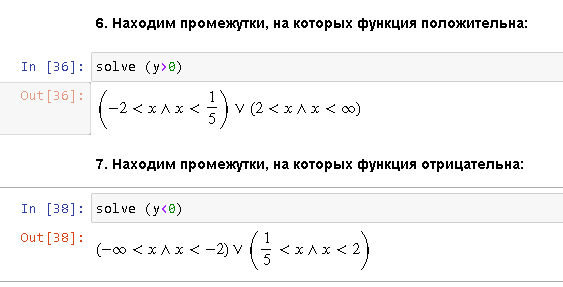 6. Находим промежутки, на которых функция положительна:
In [36]: solve (y>0)
Out[36]: (−2 < x ∧ x < 1/5) ∨ (2 < x ∧ x < ∞)
7. Находим промежутки, на которых функция отрицательна:
In [38]: solve (y<0)
Out[38]: (−∞ < x ∧ x < −2) ∨ (1/5 < x ∧ x < 2)